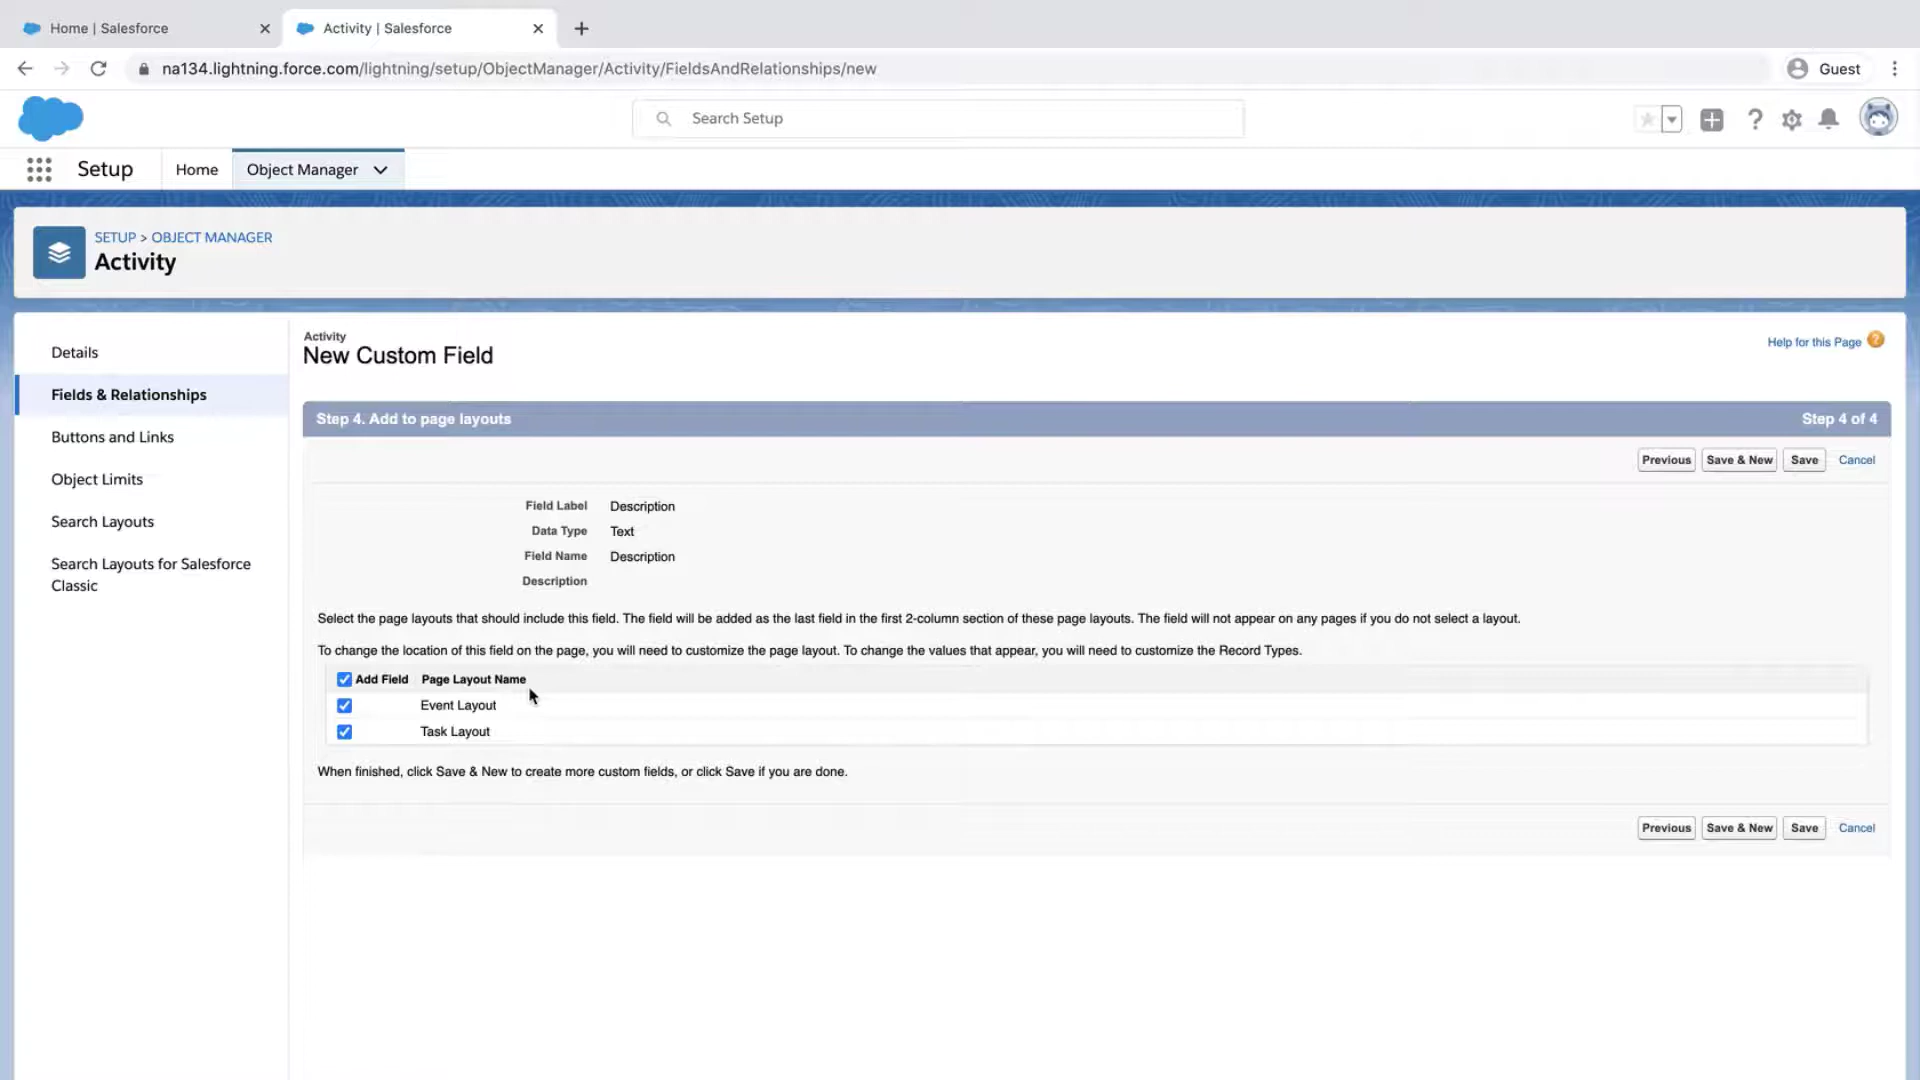 Home | Salesforce
Activity | Salesforce
na134.lightning.force.com/lightning/setup/ObjectManager/Activity/FieldsAndRelationships/new
Guest
Search Setup
Setup
Home
Object Manager
SETUP > OBJECT MANAGER
Activity
Details
Fields & Relationships
Buttons and Links
Object Limits
Search Layouts
Search Layouts for Salesforce
Classic
Activity
New Custom Field
Help for this Page
Step 4. Add to page layouts
Step 4 of 4
Previous
Save & New
Save
Cancel
Field Label Description
Data Type Text
Field Name Description
Description
Select the page layouts that should include this field. The field will be added as the last field in the first 2-column section of these page layouts. The field will not appear on any pages if you do not select a layout.
To change the location of this field on the page, you will need to customize the page layout. To change the values that appear, you will need to customize the Record Types.
Add Field Page Layout Name
Event Layout
Task Layout
When finished, click Save & New to create more custom fields, or click Save if you are done.
Previous
Save & New
Save
Cancel